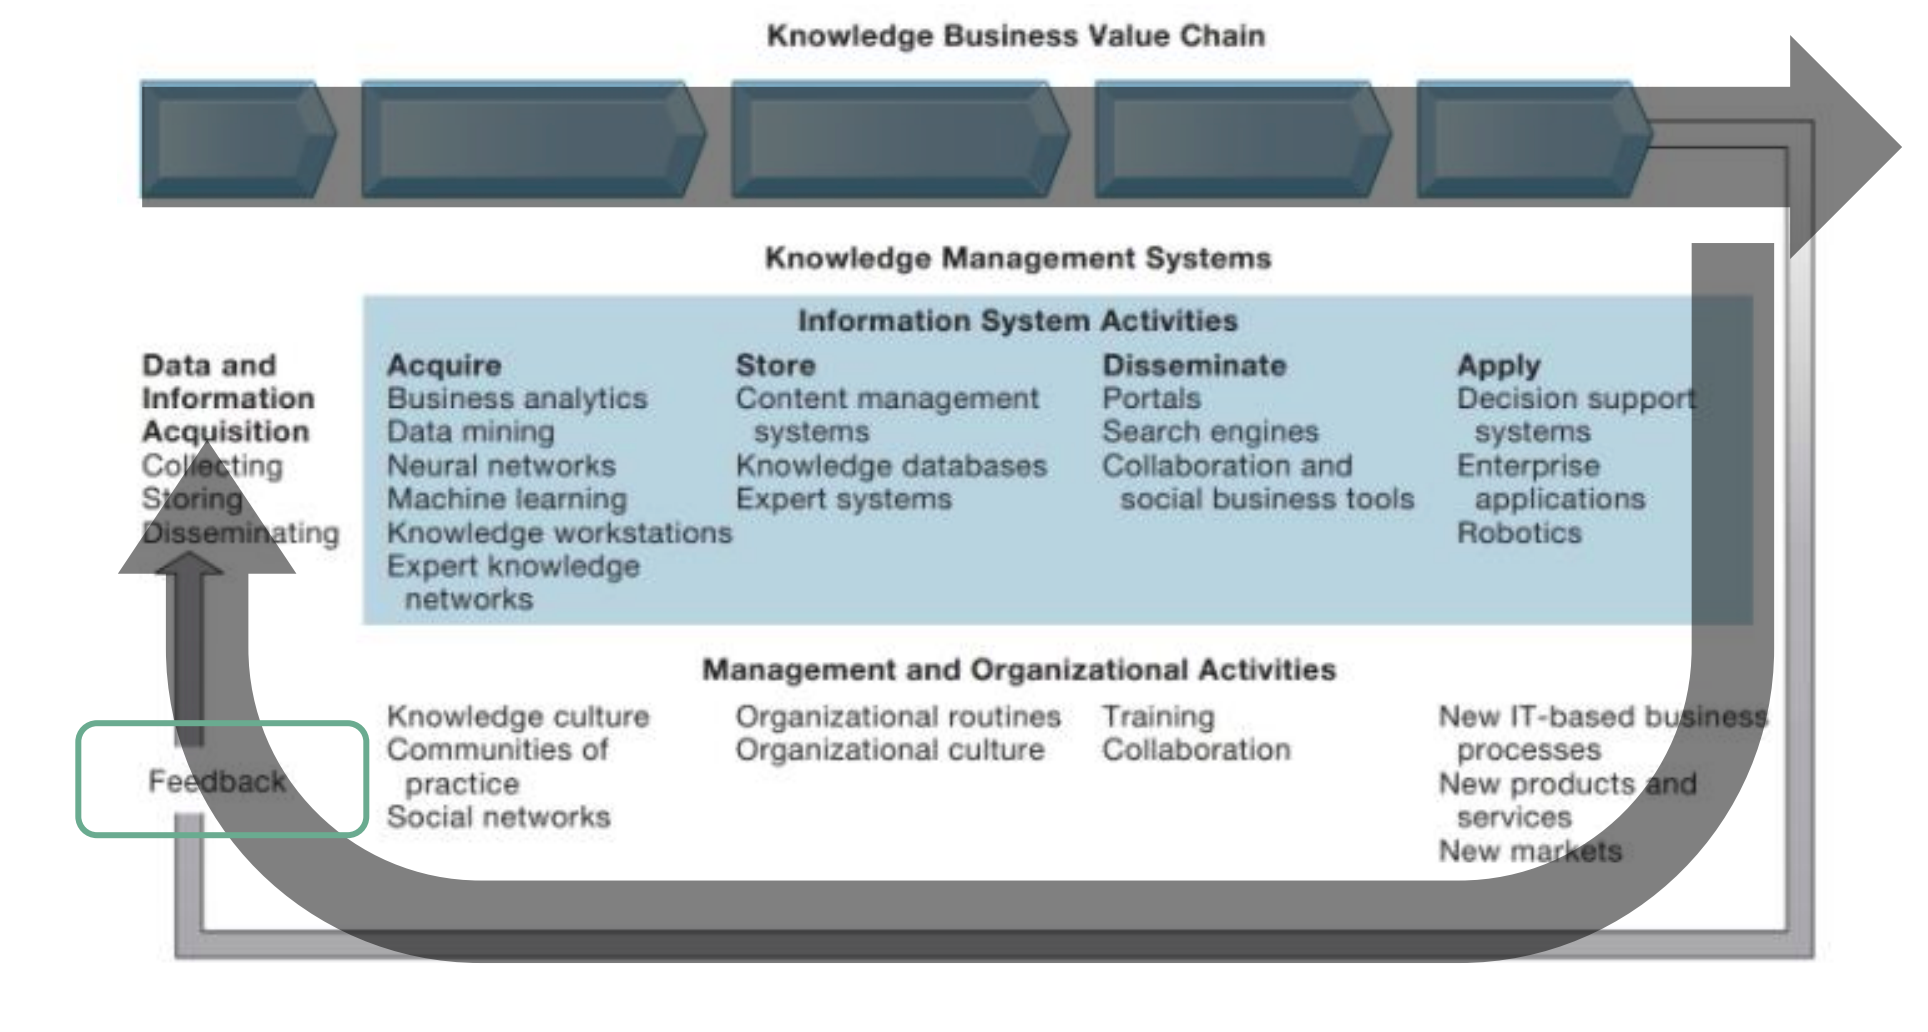 Knowledge Business Value Chain
Knowledge Management Systems
Information System Activities
Data and
Information
Acquisition
Collecting
Storing
Disseminating
Acquire
Business analytics
Data mining
Neural networks
Machine learning
Knowledge workstations
Expert knowledge
networks
Store
Content management
systems
Knowledge databases
Expert systems
Disseminate
Portals
Search engines
Collaboration and
social business tools
Apply
Decision support
systems
Enterprise
applications
Robotics
Management and Organizational Activities
Feedback
Knowledge culture
Communities of
practice
Social networks
Organizational routines
Organizational culture
Training
Collaboration
New IT-based business
processes
New products and
services
New markets